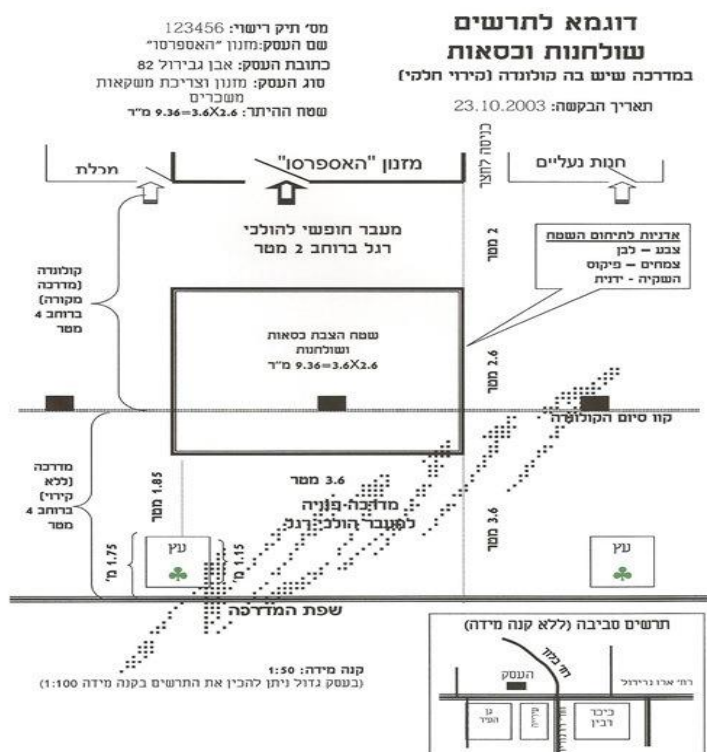 דוגמא לתרשים
שולחנות וכסאות
במדרכה שיש בה קולונדה (קירוי חלקי)
תאריך הבקשה: 23.10.2003
מס׳ תיק רישוי: 123456
שם העסק: מזנון "האספרסו"
כתובת העסק: אבן גבירול 82
סוג העסק: מזנון וצריכת משקאות
משכרים
שטח ההיתר: 9.36=3.6X2.6 מ"ר
חנות נעליים
כניסה לחצר
מזנון "האספרסו"
מכלת
מעבר חופשי להולכי
רגל ברוחב 2 מטר
2 מטר
אדניות לתיחום השטח
צבע – לבן
צמחים – פיקוס
השקיה - ידנית
קולונדה
(מדרכה
מקורה)
ברוחב 4
מטר
שטח הצבת כסאות
ושולחנות
9.36=3.6X2.6 מ"ר
2.6 מטר
קוו סיום הקולונדה
3.6 מטר
מדרכה
(ללא
קירוי)
ברוחב 4
מטר
1.85 מטר
מדרכה פנויה
למעבר הולכי רגל
3.6 מטר
עץ
עץ
1.15 מ'
1.75 מ'
שפת המדרכה
תרשים סביבה (ללא קנה מידה)
העסק
גן
העיר
עירייה
כיכר
רבין
קנה מידה: 1:50
(בעסק גדול ניתן להכין את התרשים בקנה מידה 1:100)